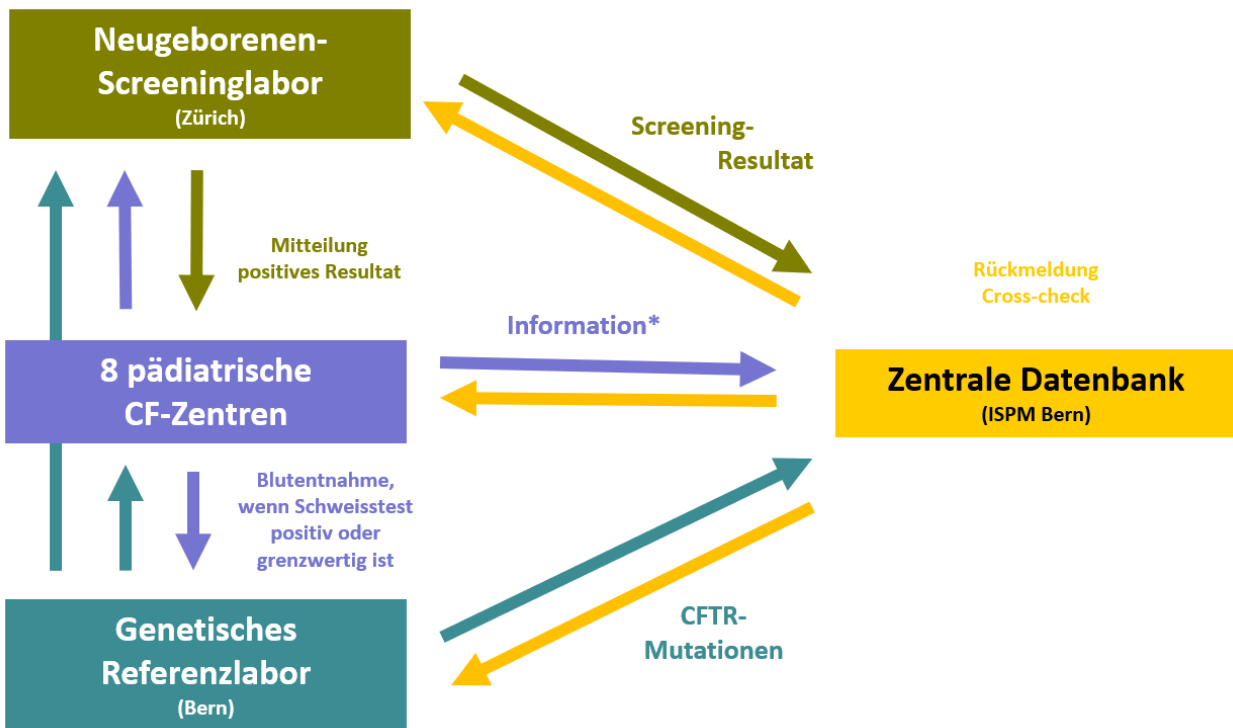 Neugeborenen-
Screeninglabor
(Zürich)
Screening-
Resultat
Mitteilung
positives Resultat
Rückmeldung
Cross-check
Information*
8 pädiatrische
CF-Zentren
Zentrale Datenbank
(ISPM Bern)
Blutentnahme,
wenn Schweisstest
positiv oder
grenzwertig ist
Genetisches
Referenzlabor
(Bern)
CFTR-
Mutationen